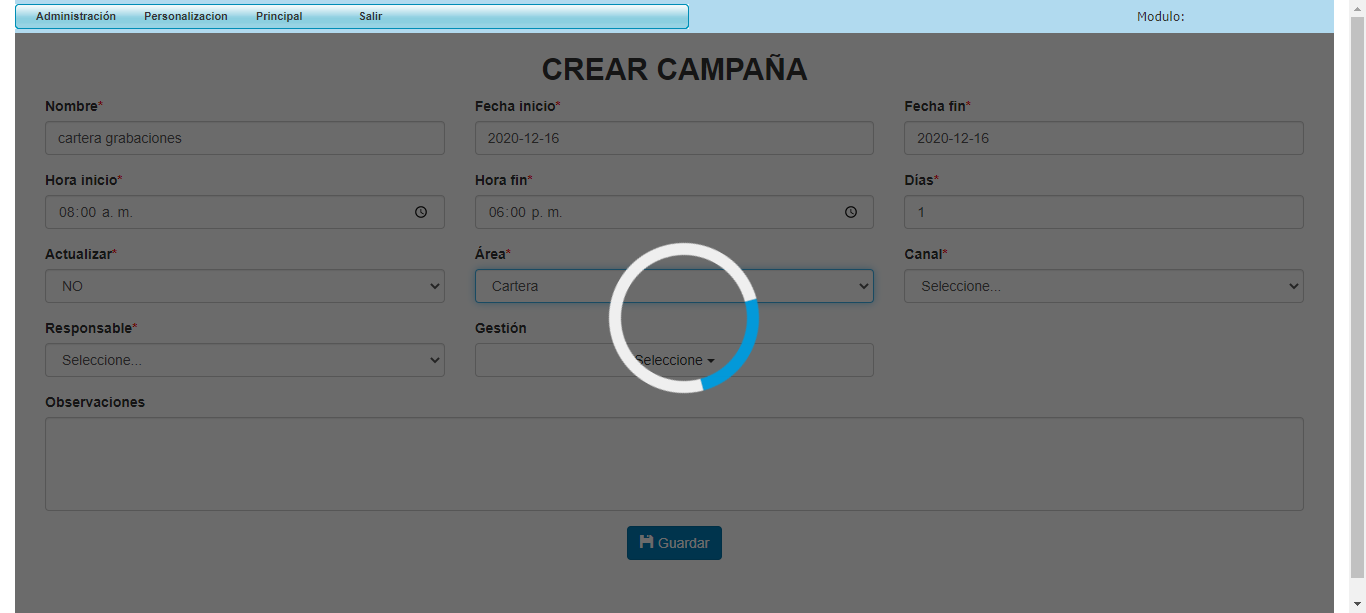 Administración Personalizacion Principal Salir Modulo:
CREAR CAMPAÑA
Nombre* Fecha inicio* Fecha fin*
cartera grabaciones 2020-12-16 2020-12-16
Hora inicio* Hora fin* Días*
08:00 a. m. 06:00 p. m. 1
Actualizar* Área* Canal*
NO Cartera Seleccione...
Responsable* Gestión
Seleccione... Seleccione
Observaciones
Guardar